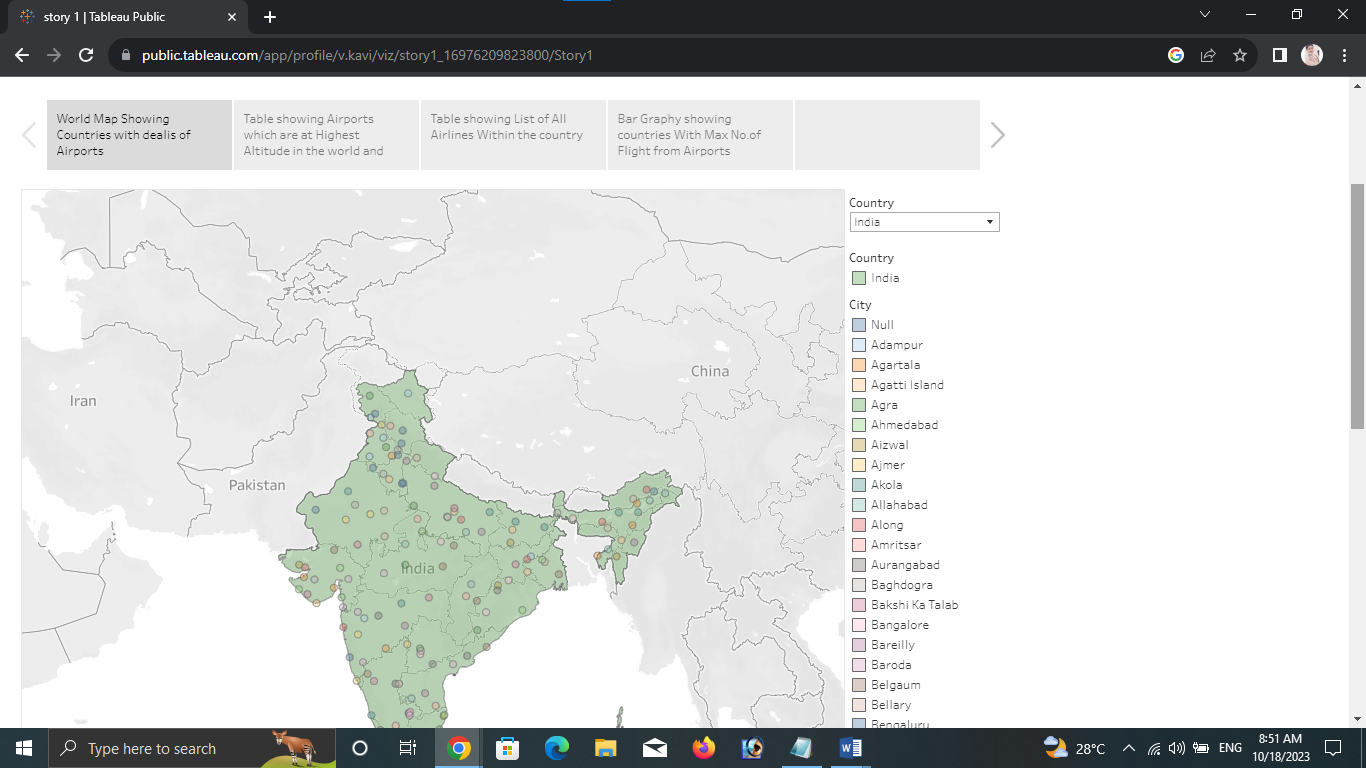 story 1 | Tableau Public
public.tableau.com/app/profile/v.kavi/viz/story1_16976209823800/Story1
World Map Showing
Countries with dealis of
Airports
Table showing Airports
which are at Highest
Altitude in the world and
Table showing List of All
Airlines Within the country
Bar Graphy showing
countries With Max No.of
Flight from Airports
Iran
Pakistan
China
India
Country
India
Country
India
City
Null
Adampur
Agartala
Agatti Island
Agra
Ahmedabad
Aizwal
Ajmer
Akola
Allahabad
Along
Amritsar
Aurangabad
Baghdogra
Bakshi Ka Talab
Bangalore
Bareilly
Baroda
Belgaum
Bellary
Bengaluru
Type here to search
28°C
ENG
8:51 AM
10/18/2023